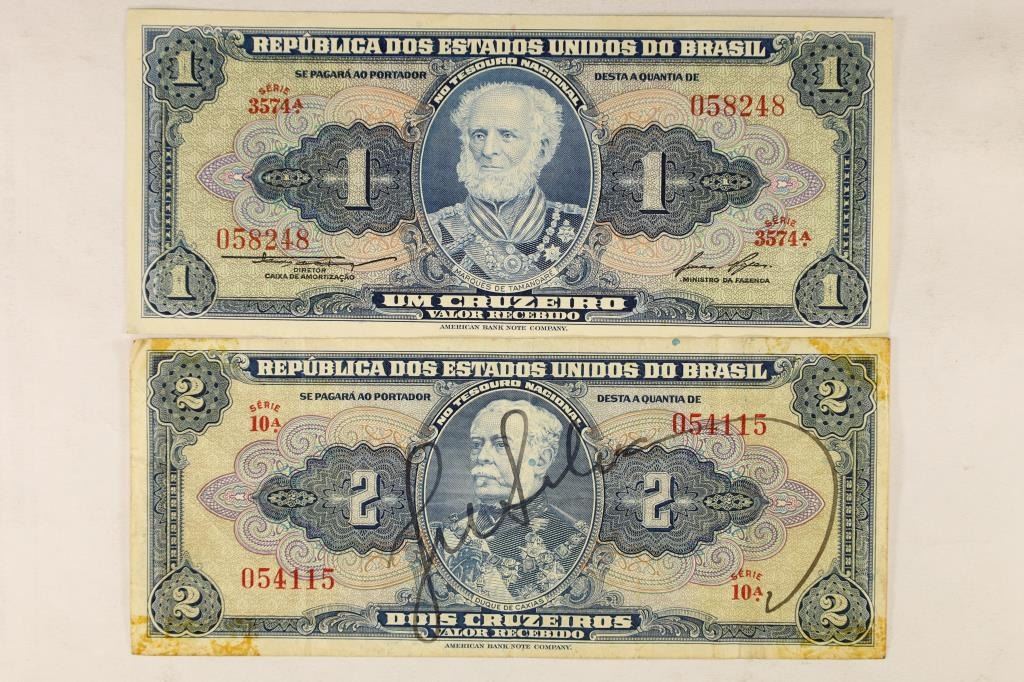 REPÚBLICA DOS ESTADOS UNIDOS DO BRASIL
1 1
SE PAGARÁ AO PORTADOR NO TESOURO NACIONAL DESTA A QUANTIA DE
SÉRIE
3574A 058248
1 1
058248 SÉRIE
3574A
DIRETOR
CAIXA DE AMORTIZAÇÃO MINISTRO DA FAZENDA
MARQUÊS DE TAMANDARÉ
1 1
UM CRUZEIRO
VALOR RECEBIDO
AMERICAN BANK NOTE COMPANY.
REPÚBLICA DOS ESTADOS UNIDOS DO BRASIL
2 2
SE PAGARÁ AO PORTADOR NO TESOURO NACIONAL DESTA A QUANTIA DE
SÉRIE
10A 054115
2 2
054115 SÉRIE
10A
DUQUE DE CAXIAS
2 2
DOIS CRUZEIROS
VALOR RECEBIDO
AMERICAN BANK NOTE COMPANY.